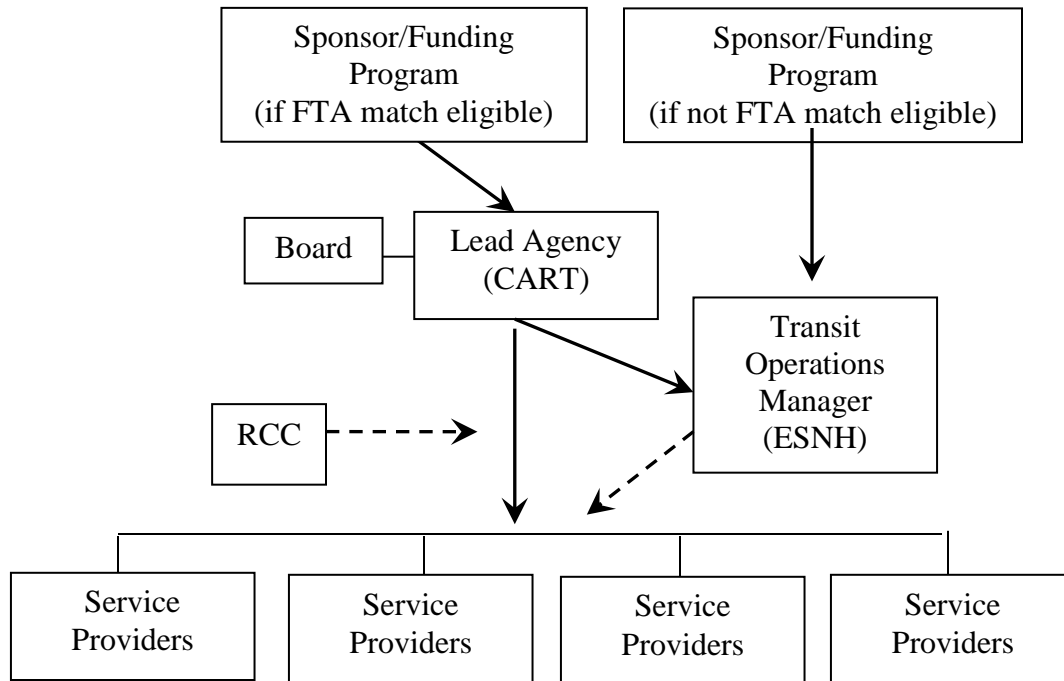 Sponsor/Funding
Program
(if FTA match eligible)
Sponsor/Funding
Program
(if not FTA match eligible)
Board
Lead Agency
(CART)
Transit
Operations
Manager
(ESNH)
RCC
Service
Providers
Service
Providers
Service
Providers
Service
Providers